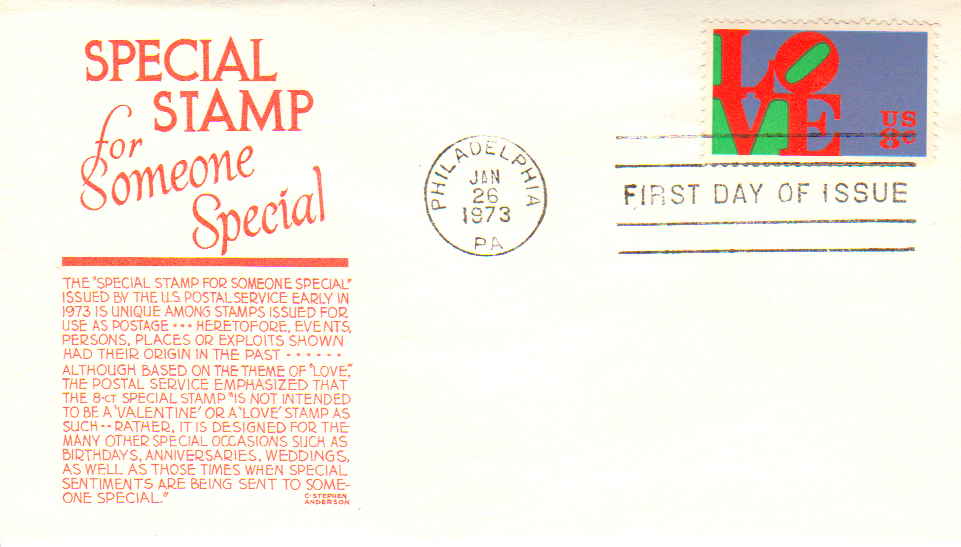 SPECIAL
STAMP
for
Someone
Special
THE "SPECIAL STAMP FOR SOMEONE SPECIAL"
ISSUED BY THE U.S. POSTAL SERVICE EARLY IN
1973 IS UNIQUE AMONG STAMPS ISSUED FOR
USE AS POSTAGE --- HERETOFORE, EVENTS,
PERSONS, PLACES OR EXPLOITS SHOWN
HAD THEIR ORIGIN IN THE PAST ------
ALTHOUGH BASED ON THE THEME OF "LOVE,"
THE POSTAL SERVICE EMPHASIZED THAT
THE 8-CT SPECIAL STAMP "IS NOT INTENDED
TO BE A 'VALENTINE' OR A 'LOVE' STAMP AS
SUCH -- RATHER, IT IS DESIGNED FOR THE
MANY OTHER SPECIAL OCCASIONS SUCH AS
BIRTHDAYS, ANNIVERSARIES, WEDDINGS,
AS WELL AS THOSE TIMES WHEN SPECIAL
SENTIMENTS ARE BEING SENT TO SOME-
ONE SPECIAL."
C. STEPHEN
ANDERSON
PHILADELPHIA
JAN
26
1973
PA
LO
VE
US
8c
FIRST DAY OF ISSUE